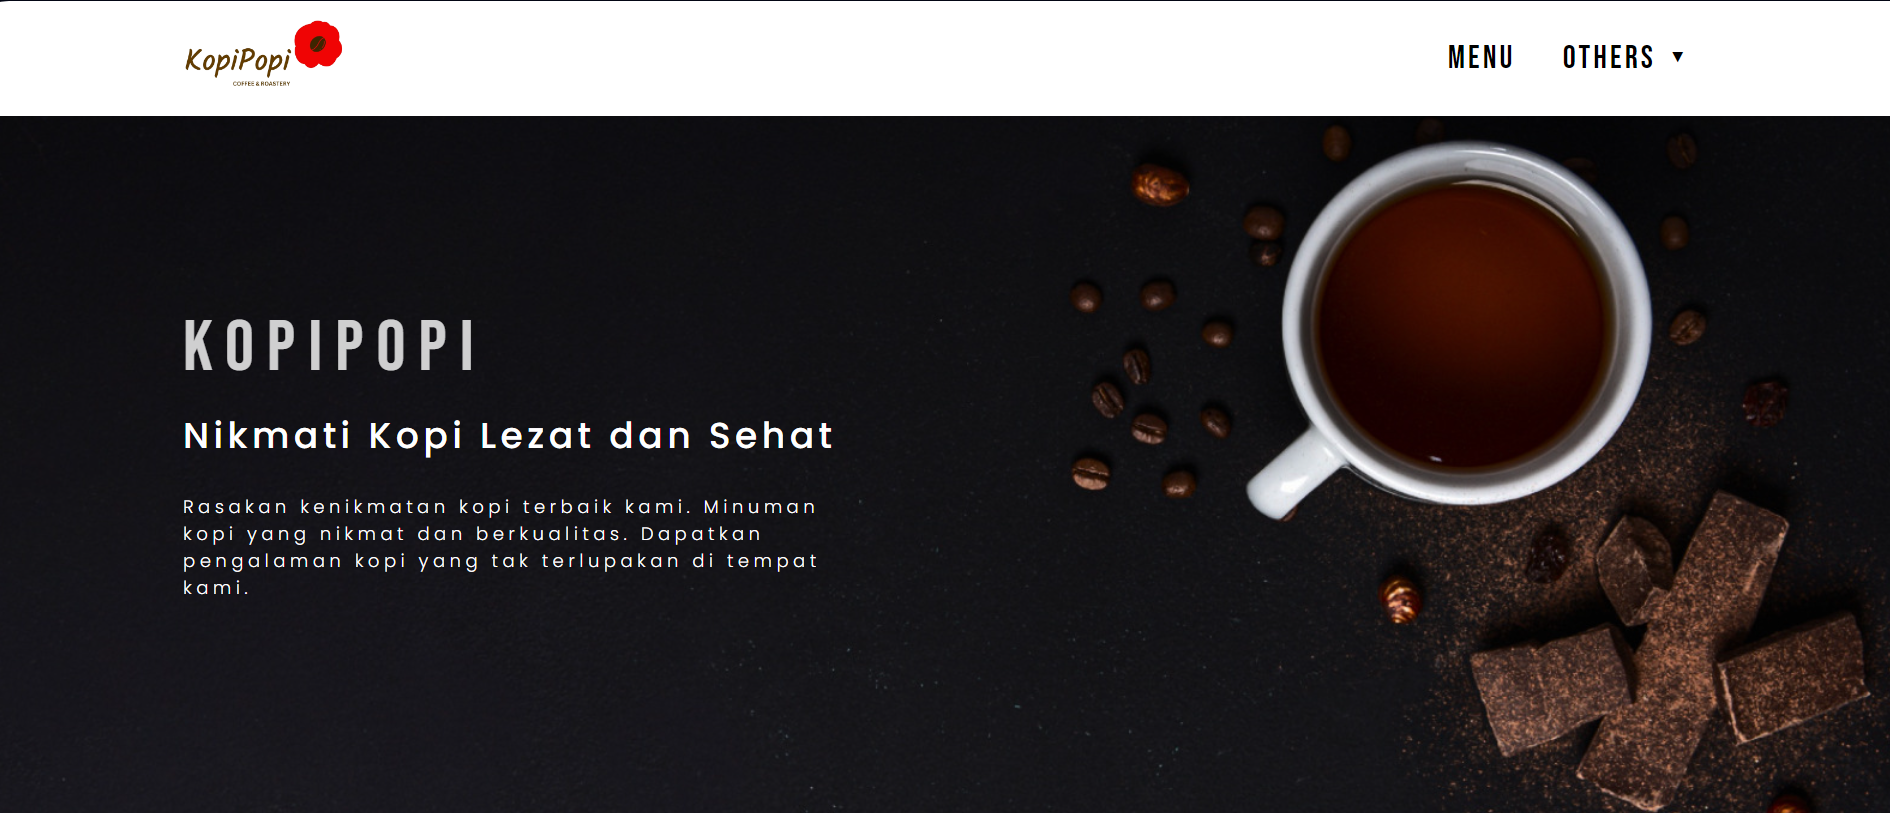 KopiPopi
COFFEE & ROASTERY
MENU
OTHERS ▼
KOPIPOPI
Nikmati Kopi Lezat dan Sehat
Rasakan kenikmatan kopi terbaik kami. Minuman
kopi yang nikmat dan berkualitas. Dapatkan
pengalaman kopi yang tak terlupakan di tempat
kami.